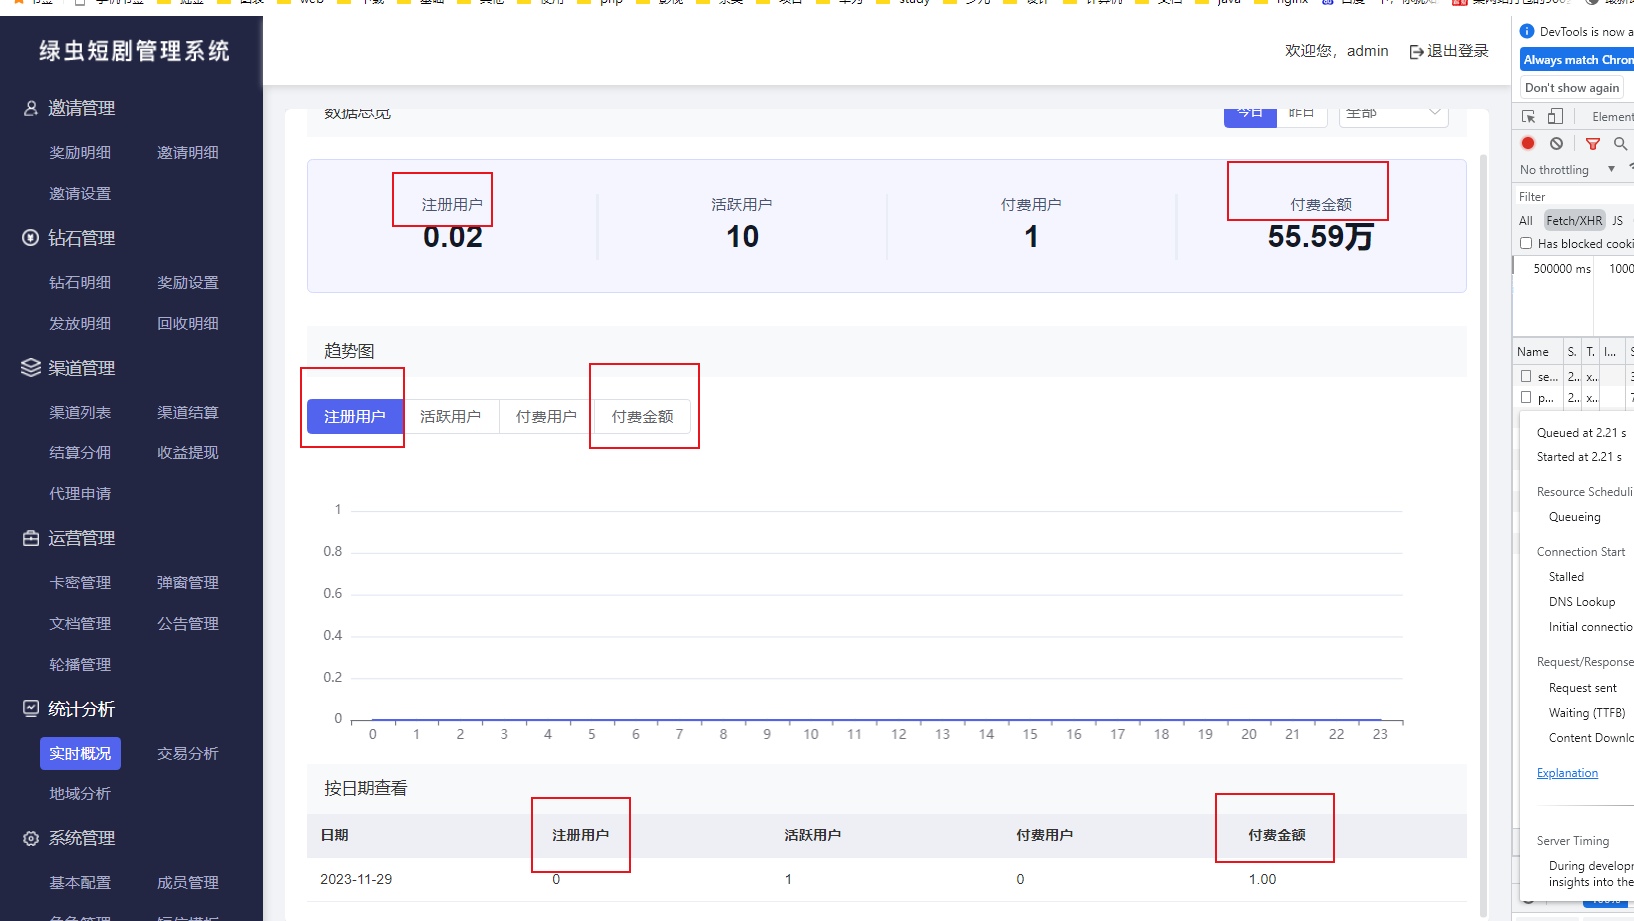 绿虫短剧管理系统
欢迎您，admin
退出登录
邀请管理
奖励明细 邀请明细
邀请设置
钻石管理
钻石明细 奖励设置
发放明细 回收明细
渠道管理
渠道列表 渠道结算
结算分佣 收益提现
代理申请
运营管理
卡密管理 弹窗管理
文档管理 公告管理
轮播管理
统计分析
实时概况 交易分析
地域分析
系统管理
基本配置 成员管理
数据总览
今日 昨日 全部
注册用户 活跃用户 付费用户 付费金额
0.02 10 1 55.59万
趋势图
注册用户 活跃用户 付费用户 付费金额
1
0.8
0.6
0.4
0.2
0
0 1 2 3 4 5 6 7 8 9 10 11 12 13 14 15 16 17 18 19 20 21 22 23
按日期查看
日期 注册用户 活跃用户 付费用户 付费金额
2023-11-29 0 1 0 1.00
DevTools is now a
Always match Chrom
Don't show again
Element
No throttling
Filter
All Fetch/XHR JS
Has blocked cooki
500000 ms 1000
Name S. T. I...
se... 2.. x..
p... 2.. x..
Queued at 2.21 s
Started at 2.21 s
Resource Scheduli
Queueing
Connection Start
Stalled
DNS Lookup
Initial connectio
Request/Response
Request sent
Waiting (TTFB)
Content Downlo
Explanation
Server Timing
During develop
insights into the